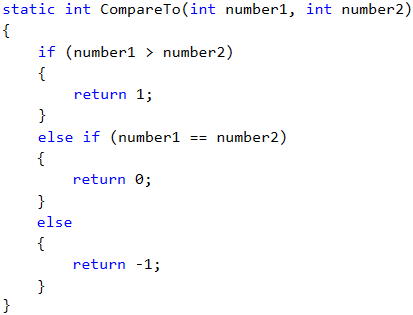 static int CompareTo(int number1, int number2)
{
    if (number1 > number2)
    {
        return 1;
    }
    else if (number1 == number2)
    {
        return 0;
    }
    else
    {
        return -1;
    }
}